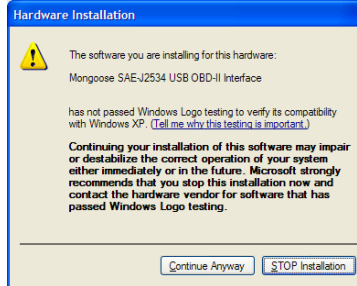 Hardware Installation
The software you are installing for this hardware:
Mongoose SAE-J2534 USB OBD-II Interface
has not passed Windows Logo testing to verify its compatibility
with Windows XP. (Tell me why this testing is important.)
Continuing your installation of this software may impair
or destabilize the correct operation of your system
either immediately or in the future. Microsoft strongly
recommends that you stop this installation now and
contact the hardware vendor for software that has
passed Windows Logo testing.
Continue Anyway
STOP Installation